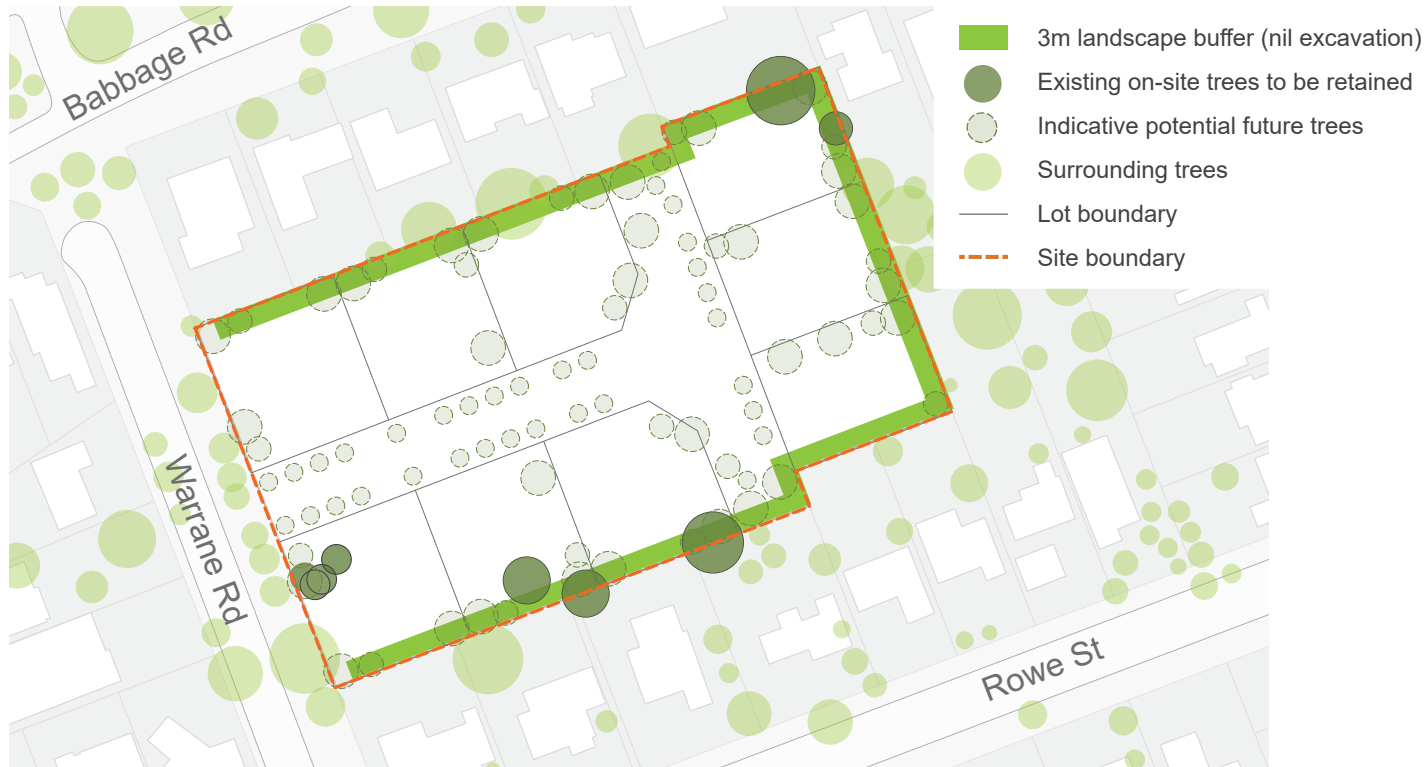 Babbage Rd
3m landscape buffer (nil excavation)
Existing on-site trees to be retained
Indicative potential future trees
Surrounding trees
Lot boundary
Site boundary
Warrane Rd
Rowe St